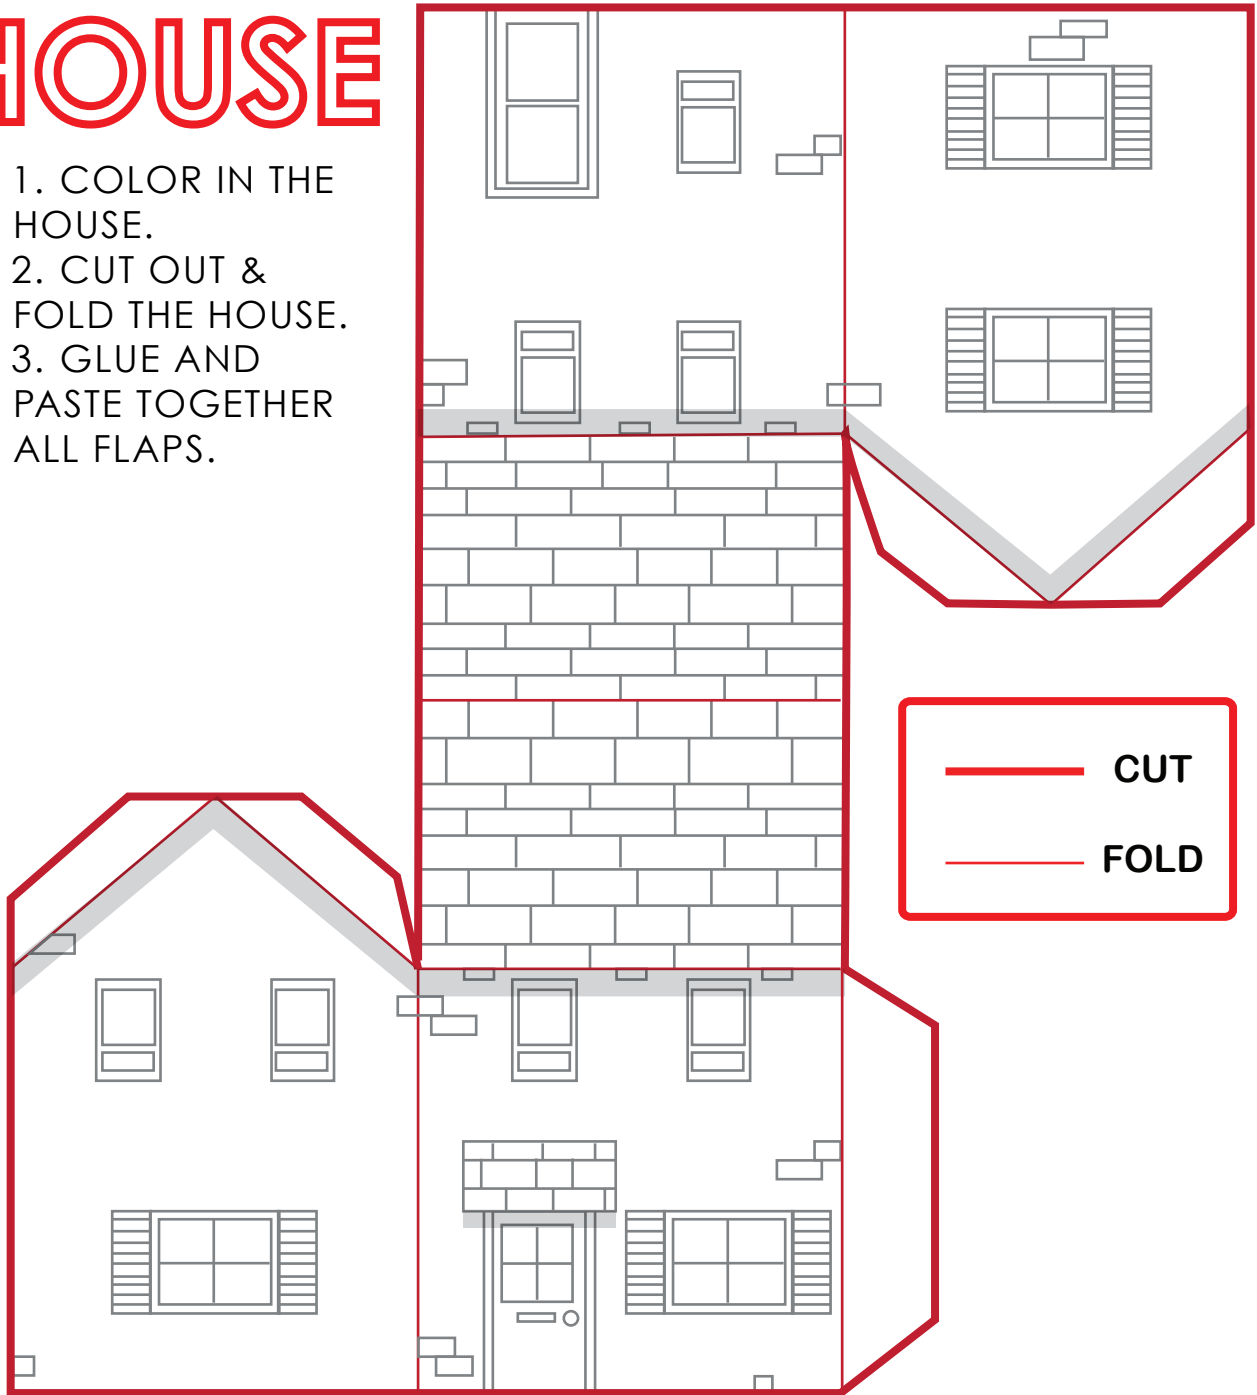 HOUSE
1. COLOR IN THE
HOUSE.
2. CUT OUT &
FOLD THE HOUSE.
3. GLUE AND
PASTE TOGETHER
ALL FLAPS.
CUT
FOLD